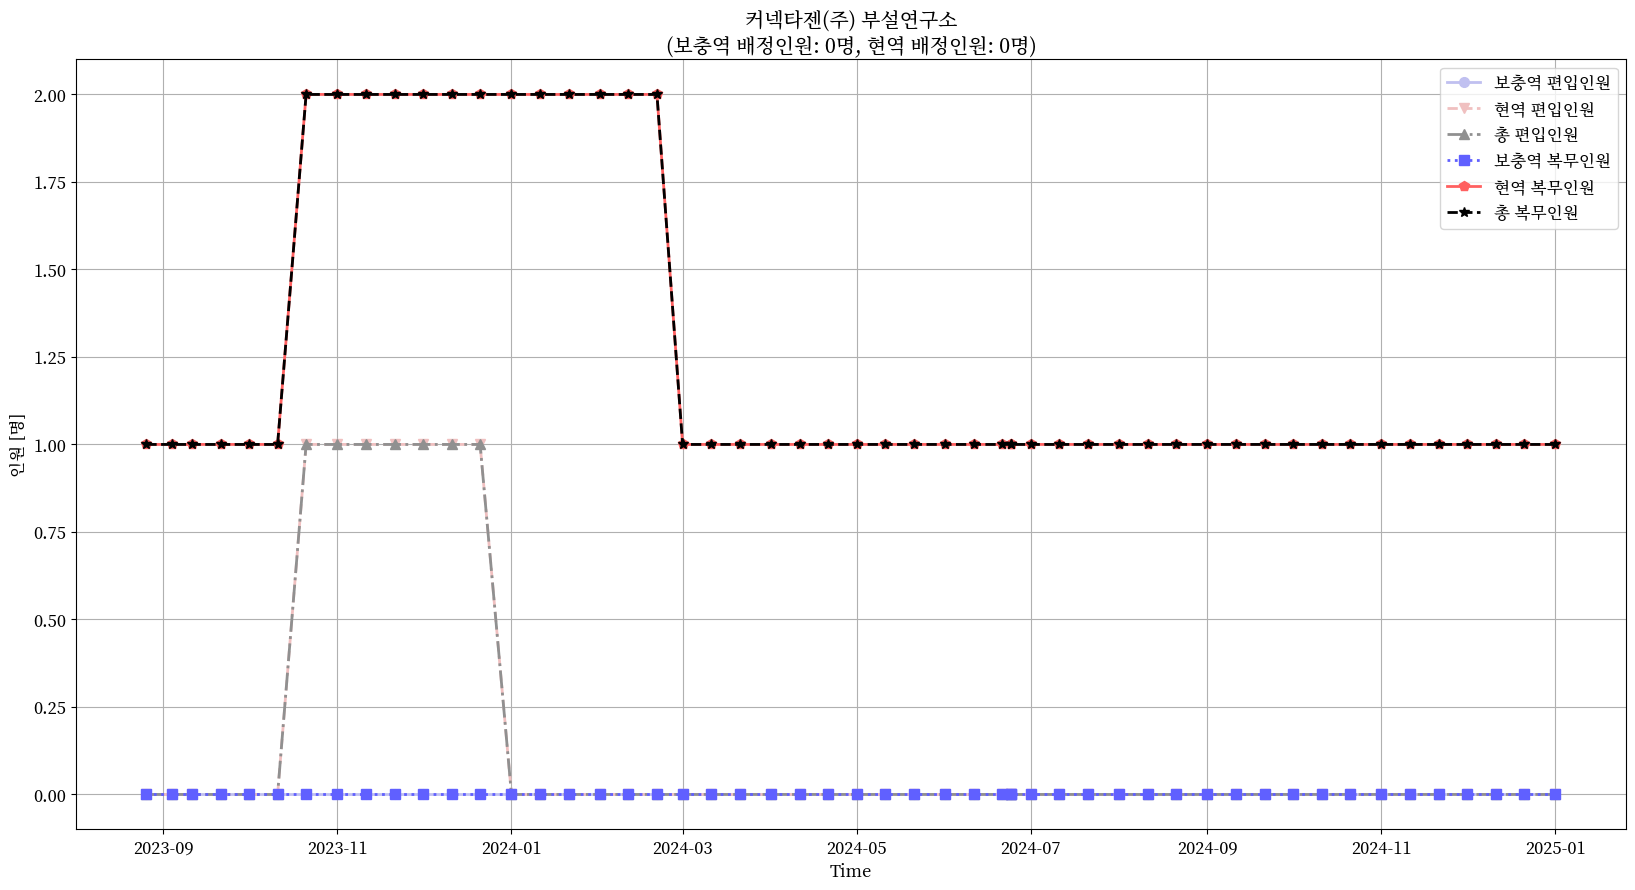 커넥타젠(주) 부설연구소
(보충역 배정인원: 0명, 현역 배정인원: 0명)
보충역 편입인원
현역 편입인원
총 편입인원
보충역 복무인원
현역 복무인원
총 복무인원
인원 [명]
2.00
1.75
1.50
1.25
1.00
0.75
0.50
0.25
0.00
2023-09 2023-11 2024-01 2024-03 2024-05 2024-07 2024-09 2024-11 2025-01
Time